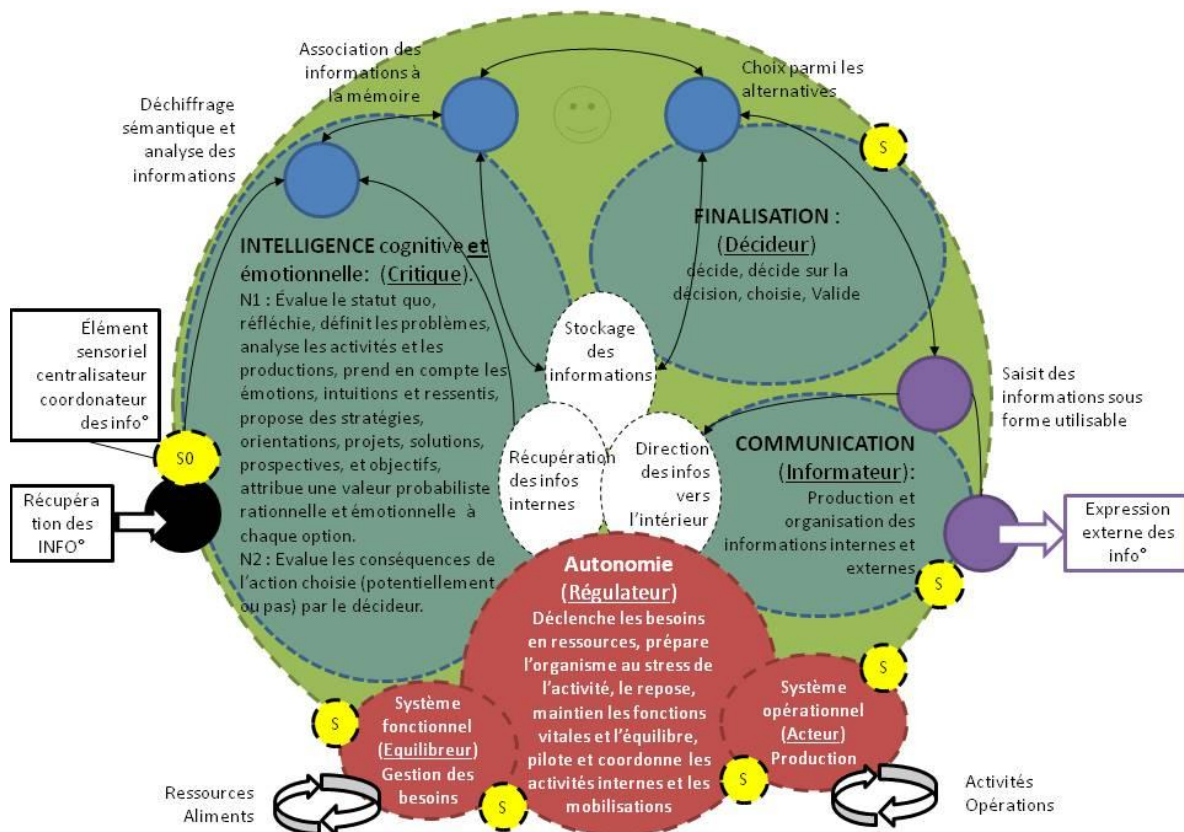 Association des
informations à
la mémoire
Choix parmi les
alternatives
Déchiffrage
sémantique et
analyse des
informations
S
FINALISATION :
(Décideur)
décide, décide sur la
décision, choisie, Valide
INTELLIGENCE cognitive et
émotionnelle: (Critique).
N1 : Évalue le statut quo,
réfléchie, définit les problèmes,
analyse les activités et les
productions, prend en compte les
émotions, intuitions et ressentis,
propose des stratégies,
orientations, projets, solutions,
prospectives, et objectifs,
attribue une valeur probabiliste
rationnelle et émotionnelle à
chaque option.
N2 : Evalue les conséquences de
l’action choisie (potentiellement
ou pas) par le décideur.
Élément
sensoriel
centralisateur
coordonateur
des info°
S0
Récupéra
tion des
INFO°
Stockage
des
informations
Récupération
des infos
internes
Direction
des infos
vers
l’intérieur
Saisit des
informations sous
forme utilisable
COMMUNICATION
(Informateur):
Production et
organisation des
informations internes et
externes
Expression
externe des
info°
S
Autonomie
(Régulateur)
Déclenche les besoins
en ressources, prépare
l’organisme au stress de
l’activité, le repose,
maintien les fonctions
vitales et l’équilibre,
pilote et coordonne les
activités internes et les
mobilisations
S
Système
fonctionnel
(Equilibreur)
Gestion des
besoins
S
S
Système
opérationnel
(Acteur)
Production
S
Ressources
Aliments
Activités
Opérations